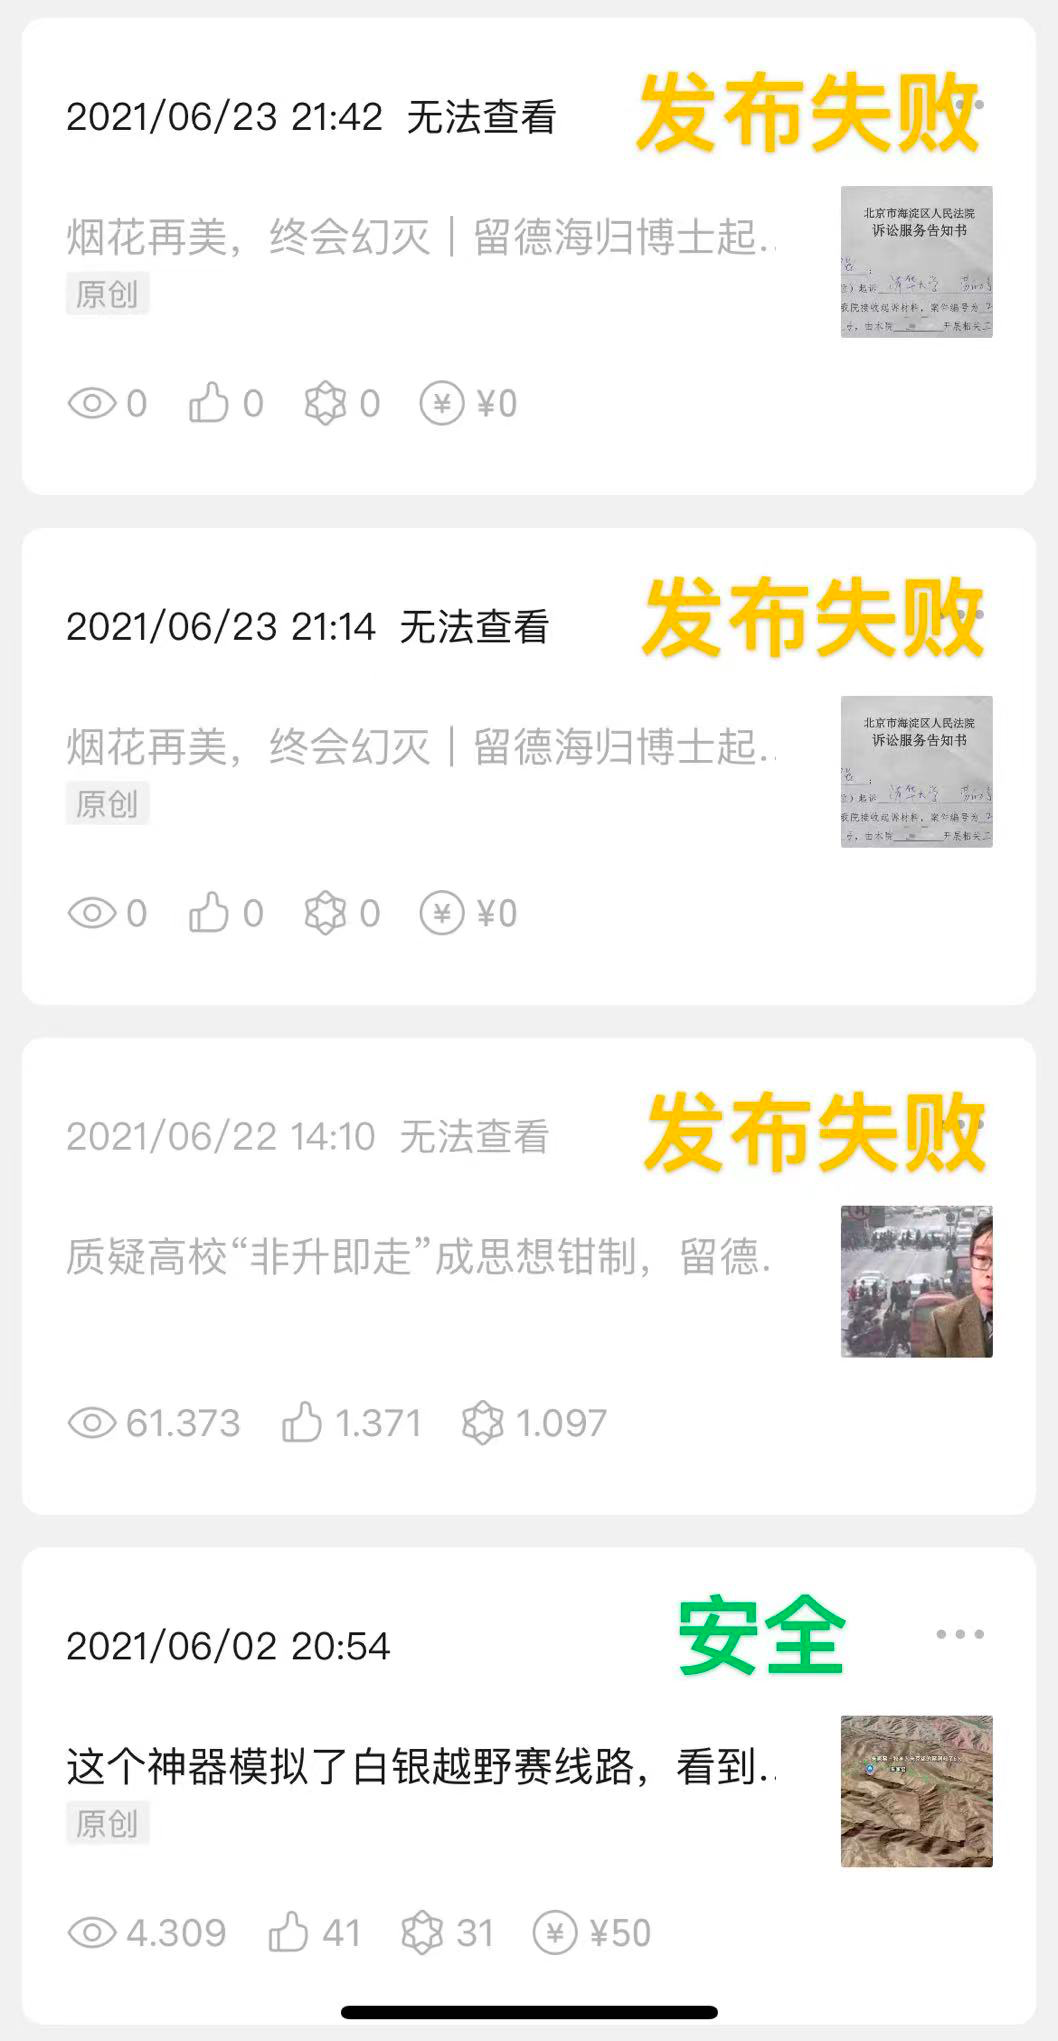 2021/06/23 21:42 无法查看 发布失败
烟花再美，终会幻灭｜留德海归博士起..
原创
北京市海淀区人民法院
诉讼服务告知书
0 0 0 ¥0
2021/06/23 21:14 无法查看 发布失败
烟花再美，终会幻灭｜留德海归博士起..
原创
北京市海淀区人民法院
诉讼服务告知书
0 0 0 ¥0
2021/06/22 14:10 无法查看 发布失败
质疑高校“非升即走”成思想钳制，留德.
61.373 1.371 1.097
2021/06/02 20:54 安全
这个神器模拟了白银越野赛线路，看到..
原创
4.309 41 31 ¥50